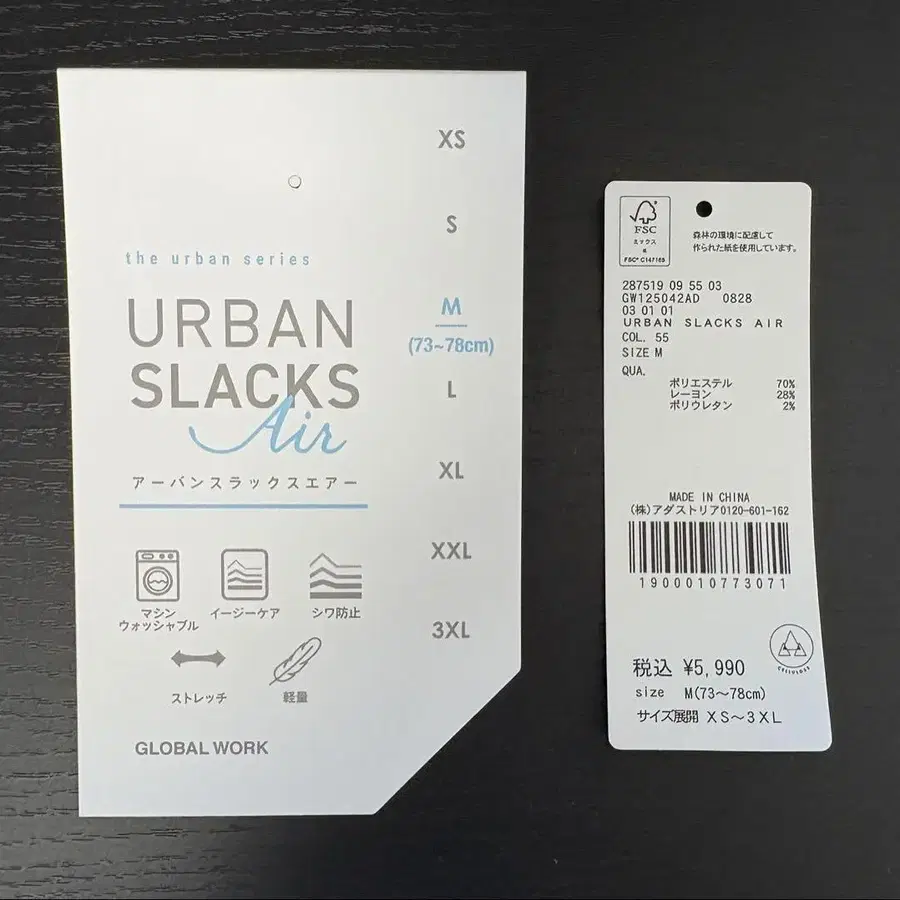 the urban series
URBAN
SLACKS
Air
アーバンスラックスエアー
マシン
ウォッシャブル
イージーケア
シワ防止
ストレッチ
軽量
GLOBAL WORK
XS
S
M
(73~78cm)
L
XL
XXL
3XL
FSC
ミックス
紙
FSC® C147165
森林の環境に配慮して
作られた紙を使用しています。
287519 09 55 03
GW125042AD 0828
03 01 01
URBAN SLACKS AIR
COL. 55
SIZE M
QUA.
ポリエステル 70%
レーヨン 28%
ポリウレタン 2%
MADE IN CHINA
(株)アダストリア0120-601-162
1900010773071
CELLULOSE
税込 ¥5,990
size M(73〜78cm)
サイズ展開 XS〜3XL